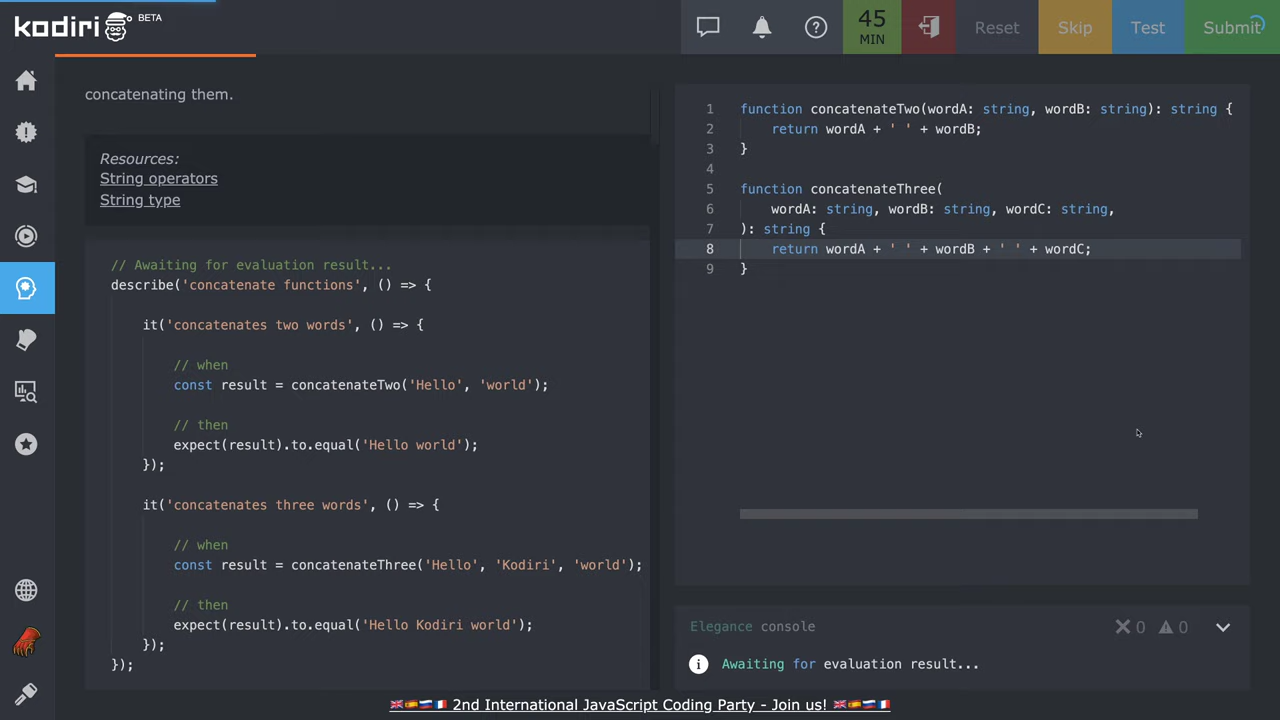 kodiri BETA
45 MIN
Reset
Skip
Test
Submit
concatenating them.
Resources:
String operators
String type
// Awaiting for evaluation result...
describe('concatenate functions', () => {
it('concatenates two words', () => {
// when
const result = concatenateTwo('Hello', 'world');
// then
expect(result).to.equal('Hello world');
});
it('concatenates three words', () => {
// when
const result = concatenateThree('Hello', 'Kodiri', 'world');
// then
expect(result).to.equal('Hello Kodiri world');
});
});
1 function concatenateTwo(wordA: string, wordB: string): string {
2 return wordA + ' ' + wordB;
3 }
4
5 function concatenateThree(
6 wordA: string, wordB: string, wordC: string,
7 ): string {
8 return wordA + ' ' + wordB + ' ' + wordC;
9 }
Elegance console
0 0
Awaiting for evaluation result...
2nd International JavaScript Coding Party - Join us!